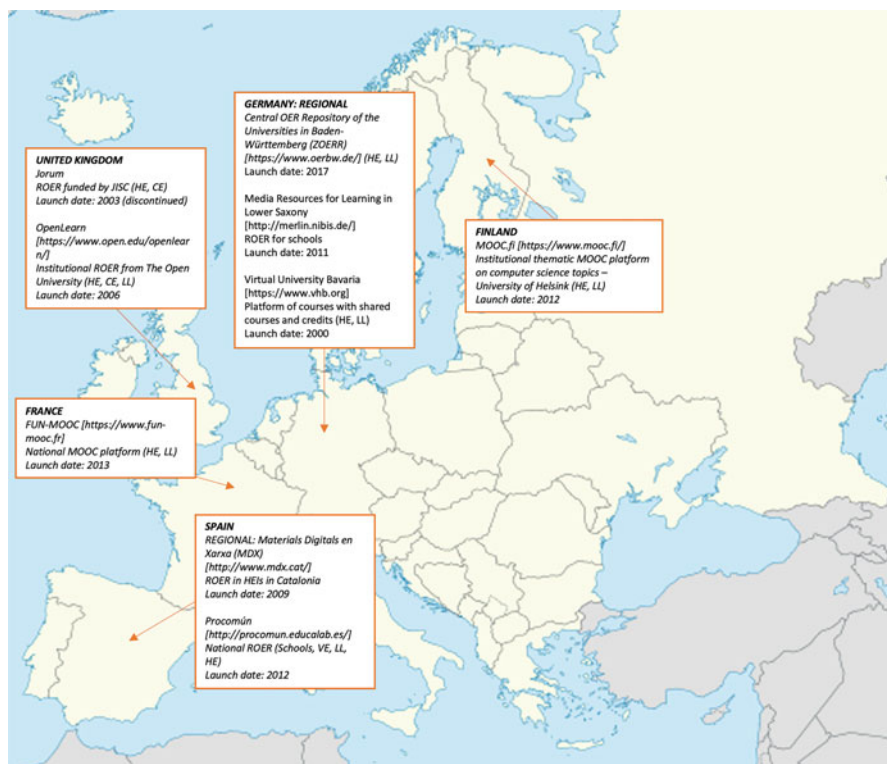 UNITED KINGDOM
Jorum
ROER funded by JISC (HE, CE)
Launch date: 2003 (discontinued)
OpenLearn
[https://www.open.edu/openlear
n/]
Institutional ROER from The Open
University (HE, CE, LL)
Launch date: 2006
GERMANY: REGIONAL
Central OER Repository of the
Universities in Baden-
Württemberg (ZOERR)
[https://www.oerbw.de/] (HE, LL)
Launch date: 2017
Media Resources for Learning in
Lower Saxony
[http://merlin.nibis.de/]
ROER for schools
Launch date: 2011
Virtual University Bavaria
[https://www.vhb.org]
Platform of courses with shared
courses and credits (HE, LL)
Launch date: 2000
FINLAND
MOOC.fi [https://www.mooc.fi/]
Institutional thematic MOOC platform
on computer science topics –
University of Helsink (HE, LL)
Launch date: 2012
FRANCE
FUN-MOOC [https://www.fun-
mooc.fr]
National MOOC platform (HE, LL)
Launch date: 2013
SPAIN
REGIONAL: Materials Digitals en
Xarxa (MDX)
[http://www.mdx.cat/]
ROER in HEIs in Catalonia
Launch date: 2009
Procomún
[http://procomun.educalab.es/]
National ROER (Schools, VE, LL,
HE)
Launch date: 2012